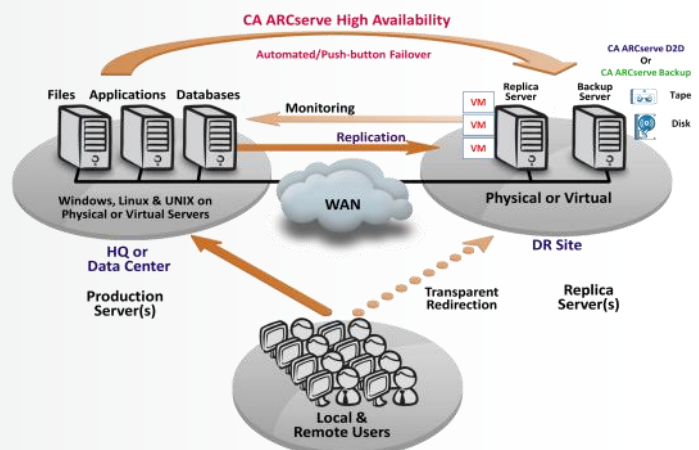 CA ARCserve High Availability
Automated/Push-button Failover
CA ARCserve D2D
Or
CA ARCserve Backup
Files Applications Databases
Monitoring
Replication
VM
VM
VM
Replica
Server
Backup
Server
Tape
Disk
Windows, Linux & UNIX on
Physical or Virtual Servers
WAN
Physical or Virtual
HQ or
Data Center
DR Site
Production
Server(s)
Transparent
Redirection
Replica
Server(s)
Local &
Remote Users